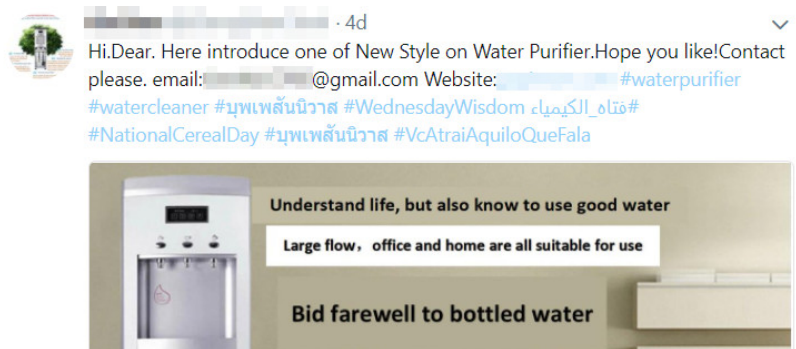 · 4d
Hi.Dear. Here introduce one of New Style on Water Purifier.Hope you like!Contact
please. email: @gmail.com Website: #waterpurifier
#watercleaner #บุพเพสันนิวาส #WednesdayWisdom #فتاه_الكيمياء
#NationalCerealDay #บุพเพสันนิวาส #VcAtraiAquiloQueFala
Understand life, but also know to use good water
Large flow，office and home are all suitable for use
Bid farewell to bottled water